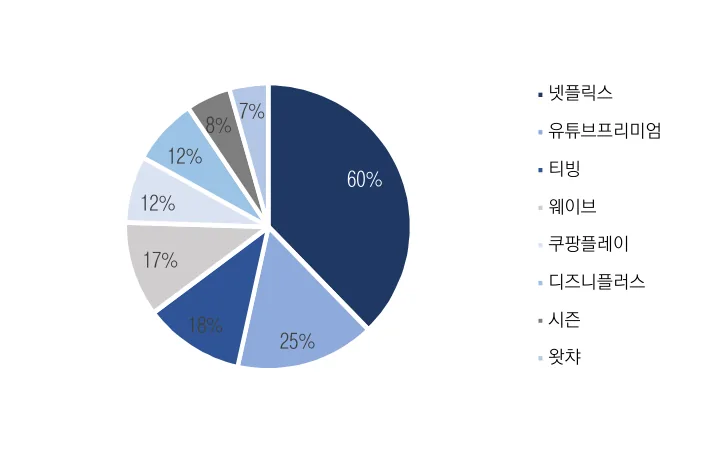 7%
8%
12%
12%
17%
18%
25%
60%
넷플릭스
유튜브프리미엄
티빙
웨이브
쿠팡플레이
디즈니플러스
시즌
왓챠